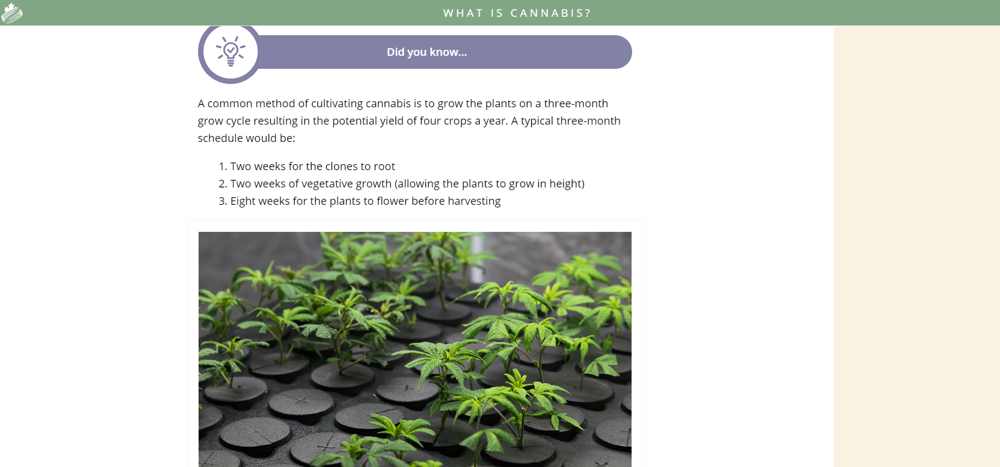 WHAT IS CANNABIS?
Did you know...
A common method of cultivating cannabis is to grow the plants on a three-month
grow cycle resulting in the potential yield of four crops a year. A typical three-month
schedule would be:
1. Two weeks for the clones to root
2. Two weeks of vegetative growth (allowing the plants to grow in height)
3. Eight weeks for the plants to flower before harvesting